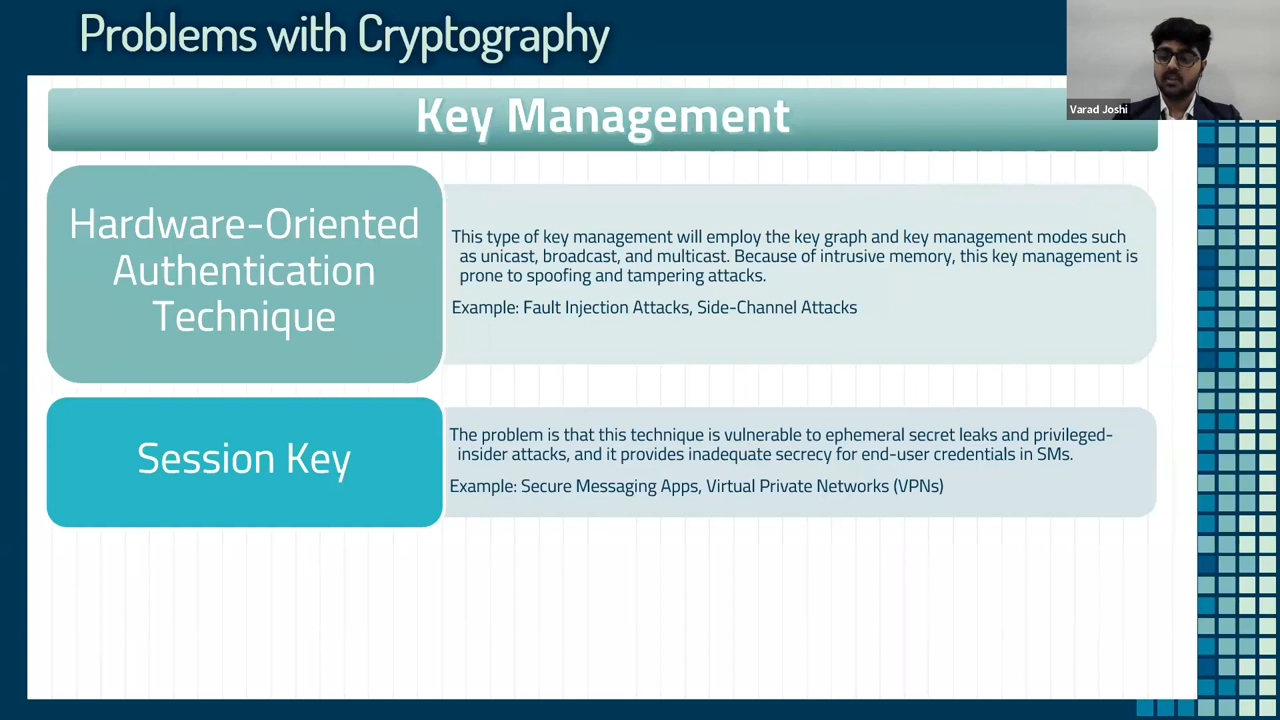 Problems with Cryptography
Varad Joshi
Key Management
Hardware-Oriented
Authentication
Technique
This type of key management will employ the key graph and key management modes such
as unicast, broadcast, and multicast. Because of intrusive memory, this key management is
prone to spoofing and tampering attacks.
Example: Fault Injection Attacks, Side-Channel Attacks
Session Key
The problem is that this technique is vulnerable to ephemeral secret leaks and privileged-
insider attacks, and it provides inadequate secrecy for end-user credentials in SMs.
Example: Secure Messaging Apps, Virtual Private Networks (VPNs)